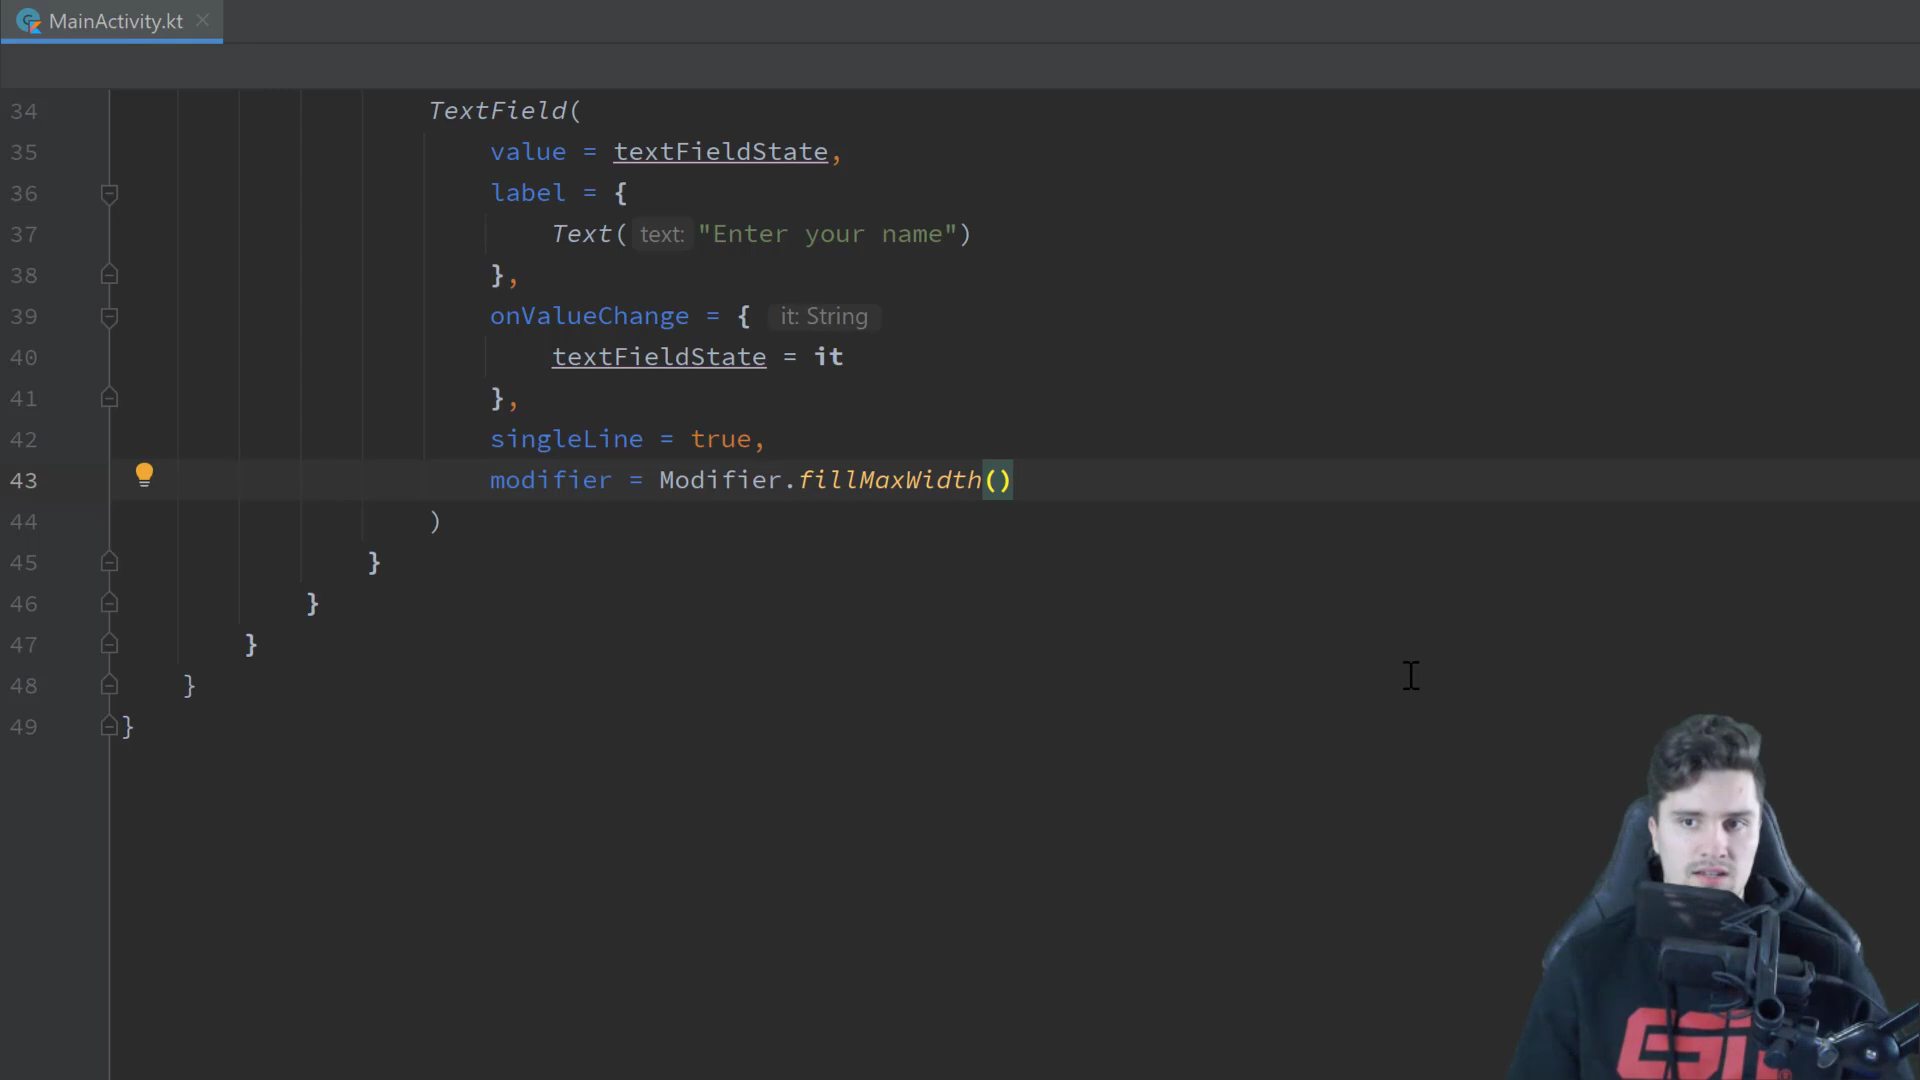 MainActivity.kt
34 TextField(
35 value = textFieldState,
36 label = {
37 Text( text: "Enter your name")
38 },
39 onValueChange = { it: String
40 textFieldState = it
41 },
42 singleLine = true,
43 modifier = Modifier.fillMaxWidth()
44 )
45 }
46 }
47 }
48 }
49 }